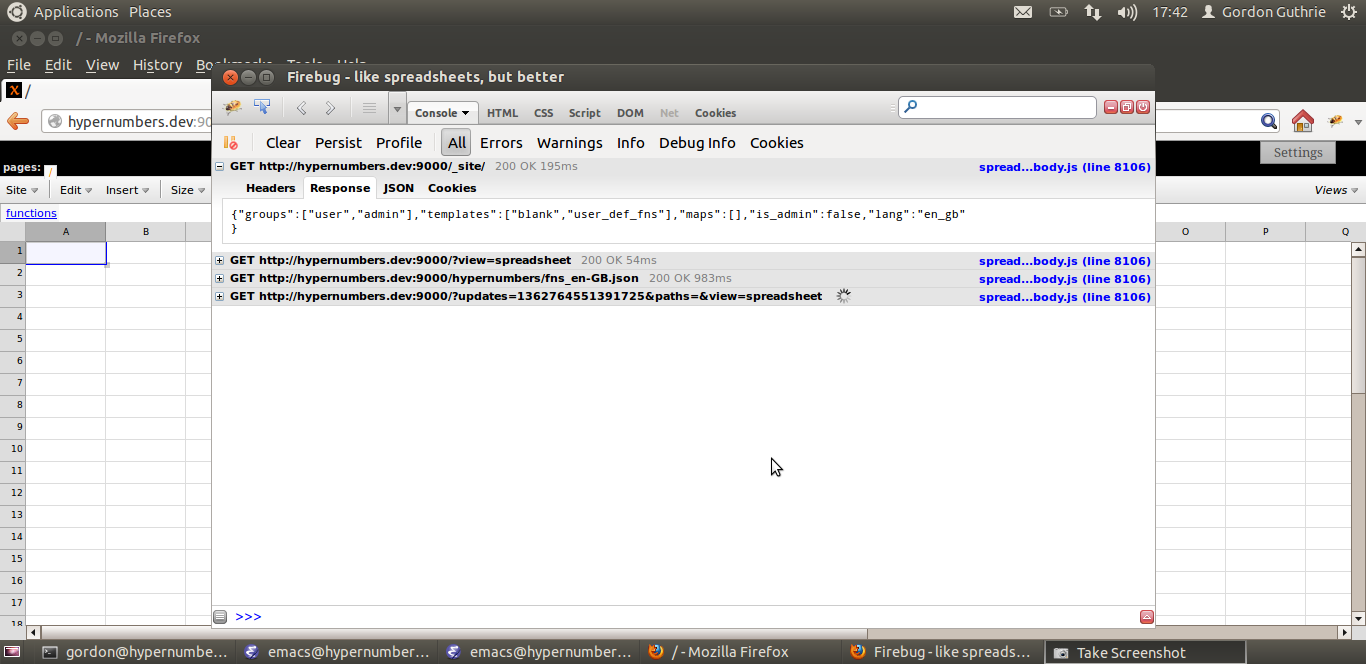 Applications Places 17:42 Gordon Guthrie
/ - Mozilla Firefox
File Edit View History
Firebug - like spreadsheets, but better
X /
hypernumbers.dev:90
Console HTML CSS Script DOM Net Cookies
Clear Persist Profile All Errors Warnings Info Debug Info Cookies
Settings
pages: /
Site Edit Insert Size Views
functions
GET http://hypernumbers.dev:9000/_site/ 200 OK 195ms spread...body.js (line 8106)
Headers Response JSON Cookies
{"groups":["user","admin"],"templates":["blank","user_def_fns"],"maps":[],"is_admin":false,"lang":"en_gb"
}
GET http://hypernumbers.dev:9000/?view=spreadsheet 200 OK 54ms spread...body.js (line 8106)
GET http://hypernumbers.dev:9000/hypernumbers/fns_en-GB.json 200 OK 983ms spread...body.js (line 8106)
GET http://hypernumbers.dev:9000/?updates=1362764551391725&paths=&view=spreadsheet spread...body.js (line 8106)
A B O P Q
1
2
3
4
5
6
7
8
9
10
11
12
13
14
15
16
17
18
>>>
gordon@hypernumbe... emacs@hypernumber... emacs@hypernumber... / - Mozilla Firefox Firebug - like spreads... Take Screenshot